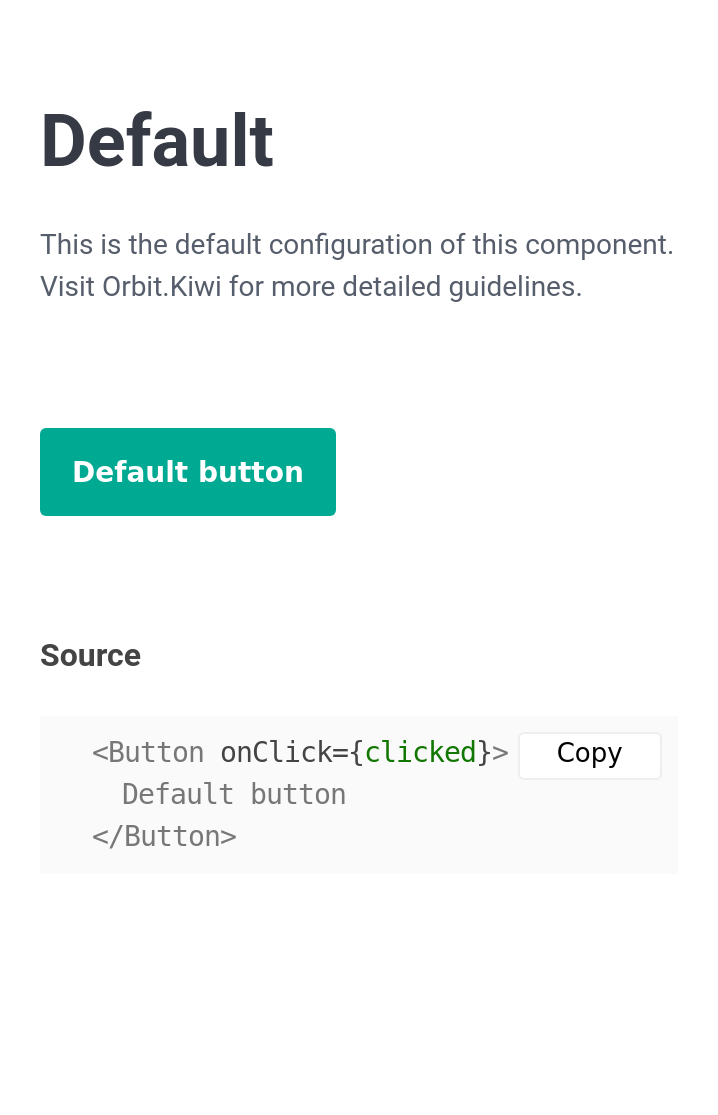 Default
This is the default configuration of this component.
Visit Orbit.Kiwi for more detailed guidelines.
Default button
Source
<Button onClick={clicked}>
Copy
Default button
</Button>